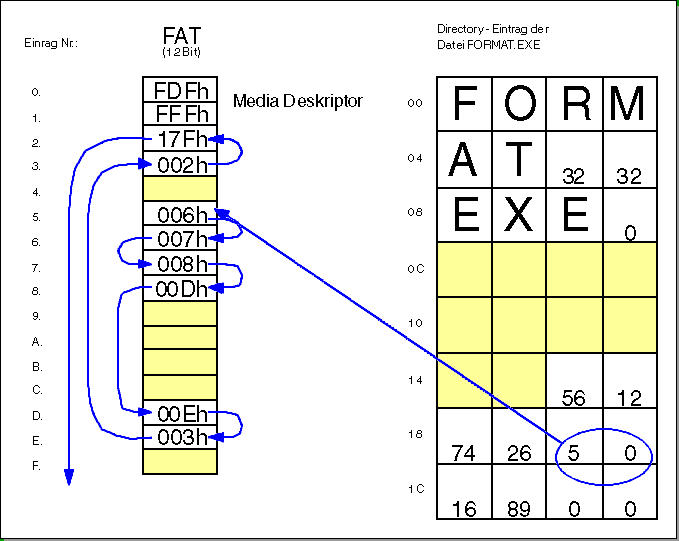 Einrag Nr.:
FAT
(12Bit)
Directory - Eintrag der
Datei FORMAT.EXE
Media Deskriptor
0. FDFh
1. FFFh
2. 17Fh
3. 002h
4.
5. 006h
6. 007h
7. 008h
8. 00Dh
9.
A.
B.
C.
D. 00Eh
E. 003h
F.
00 F O R M
04 A T 32 32
08 E X E 0
0C
10
14 56 12
18 74 26 5 0
1C 16 89 0 0